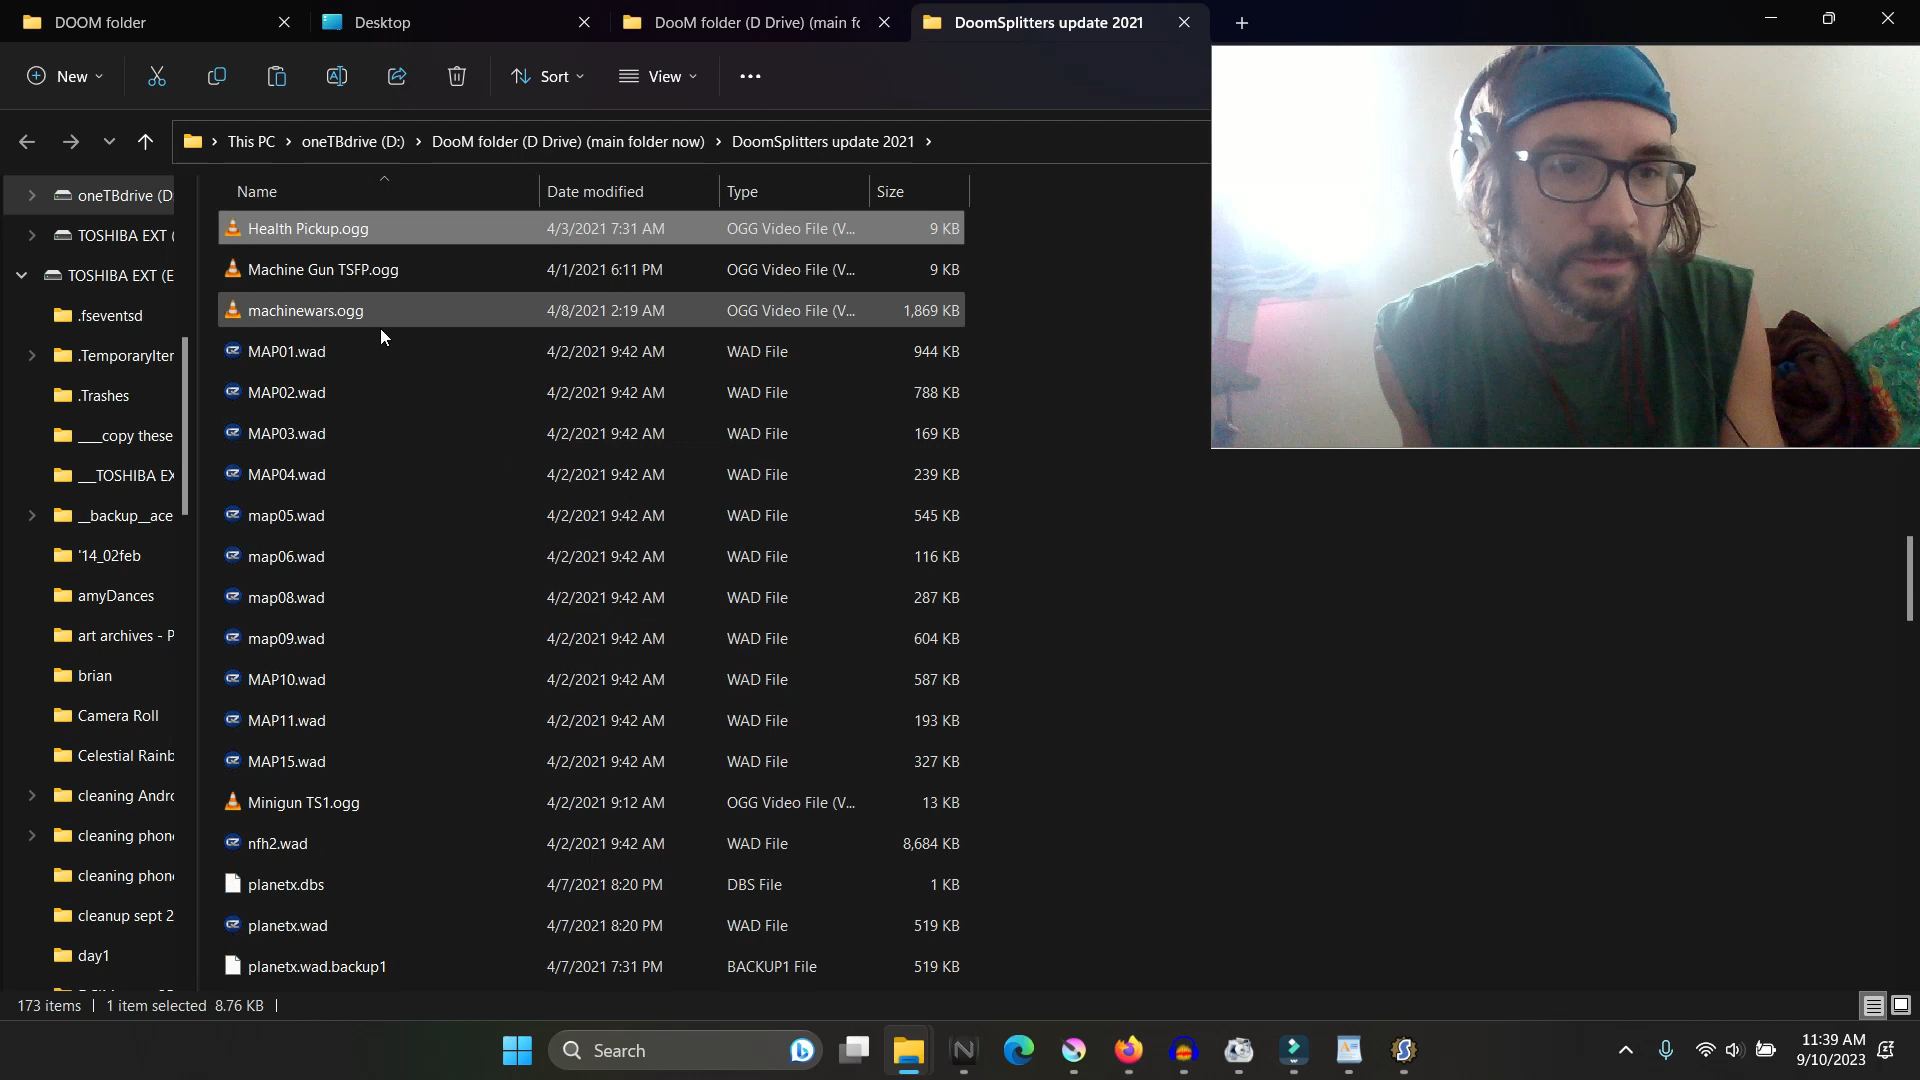 DOOM folder
Desktop
DooM folder (D Drive) (main fo
DoomSplitters update 2021
New
Sort
View
This PC > oneTBdrive (D:) > DooM folder (D Drive) (main folder now) > DoomSplitters update 2021 >
Name Date modified Type Size
oneTBdrive (D
TOSHIBA EXT (
TOSHIBA EXT (E
.fseventsd
.TemporaryIter
.Trashes
___copy these
___TOSHIBA EX
__backup__ace
'14_02feb
amyDances
art archives - P
brian
Camera Roll
Celestial Rainb
cleaning Andro
cleaning phon
cleaning phon
cleanup sept 2
day1
Health Pickup.ogg 4/3/2021 7:31 AM OGG Video File (V... 9 KB
Machine Gun TSFP.ogg 4/1/2021 6:11 PM OGG Video File (V... 9 KB
machinewars.ogg 4/8/2021 2:19 AM OGG Video File (V... 1,869 KB
MAP01.wad 4/2/2021 9:42 AM WAD File 944 KB
MAP02.wad 4/2/2021 9:42 AM WAD File 788 KB
MAP03.wad 4/2/2021 9:42 AM WAD File 169 KB
MAP04.wad 4/2/2021 9:42 AM WAD File 239 KB
map05.wad 4/2/2021 9:42 AM WAD File 545 KB
map06.wad 4/2/2021 9:42 AM WAD File 116 KB
map08.wad 4/2/2021 9:42 AM WAD File 287 KB
map09.wad 4/2/2021 9:42 AM WAD File 604 KB
MAP10.wad 4/2/2021 9:42 AM WAD File 587 KB
MAP11.wad 4/2/2021 9:42 AM WAD File 193 KB
MAP15.wad 4/2/2021 9:42 AM WAD File 327 KB
Minigun TS1.ogg 4/2/2021 9:12 AM OGG Video File (V... 13 KB
nfh2.wad 4/2/2021 9:42 AM WAD File 8,684 KB
planetx.dbs 4/7/2021 8:20 PM DBS File 1 KB
planetx.wad 4/7/2021 8:20 PM WAD File 519 KB
planetx.wad.backup1 4/7/2021 7:31 PM BACKUP1 File 519 KB
173 items 1 item selected 8.76 KB
Search
11:39 AM
9/10/2023